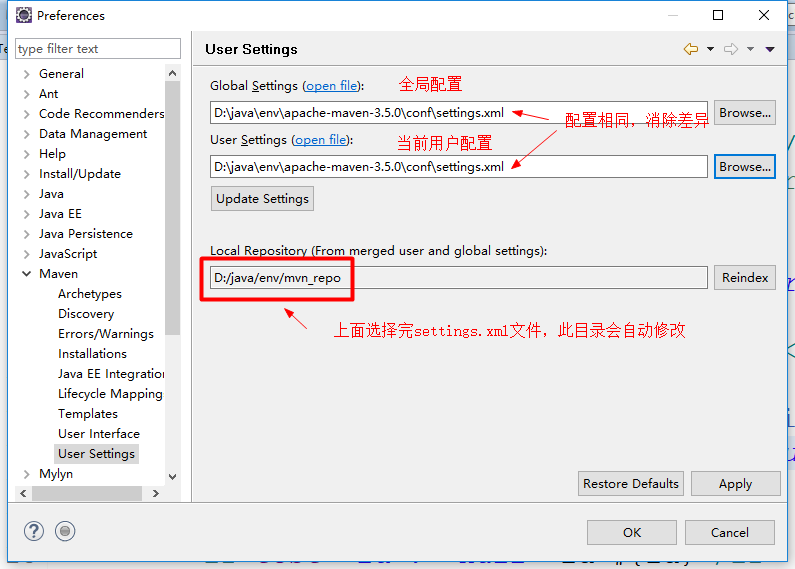 Preferences
type filter text
User Settings
General
Ant
Code Recommenders
Data Management
Help
Install/Update
Java
Java EE
Java Persistence
JavaScript
Maven
Archetypes
Discovery
Errors/Warnings
Installations
Java EE Integration
Lifecycle Mapping
Templates
User Interface
User Settings
Mylyn
Global Settings (open file): 全局配置
D:\java\env\apache-maven-3.5.0\conf\settings.xml
Browse...
配置相同，消除差异
User Settings (open file): 当前用户配置
D:\java\env\apache-maven-3.5.0\conf\settings.xml
Browse...
Update Settings
Local Repository (From merged user and global settings):
D:/java/env/mvn_repo
Reindex
上面选择完settings.xml文件，此目录会自动修改
Restore Defaults
Apply
OK
Cancel